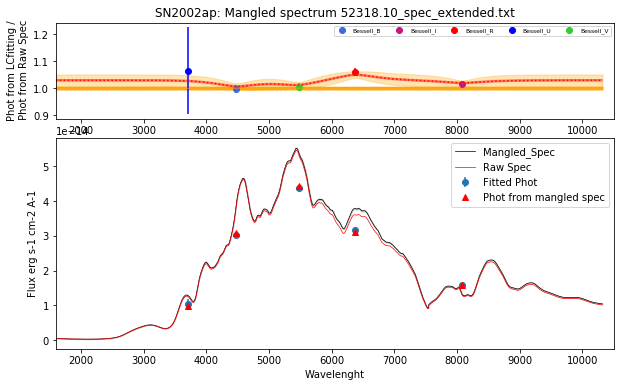 SN2002ap: Mangled spectrum 52318.10_spec_extended.txt
Phot from LCfitting /
Phot from Raw Spec
1.2
1.1
1.0
0.9
Bessell_B
Bessell_I
Bessell_R
Bessell_U
Bessell_V
2000 3000 4000 5000 6000 7000 8000 9000 10000
1e−14
Flux erg s-1 cm-2 A-1
5
4
3
2
1
0
Mangled_Spec
Raw Spec
Fitted Phot
Phot from mangled spec
2000 3000 4000 5000 6000 7000 8000 9000 10000
Wavelenght